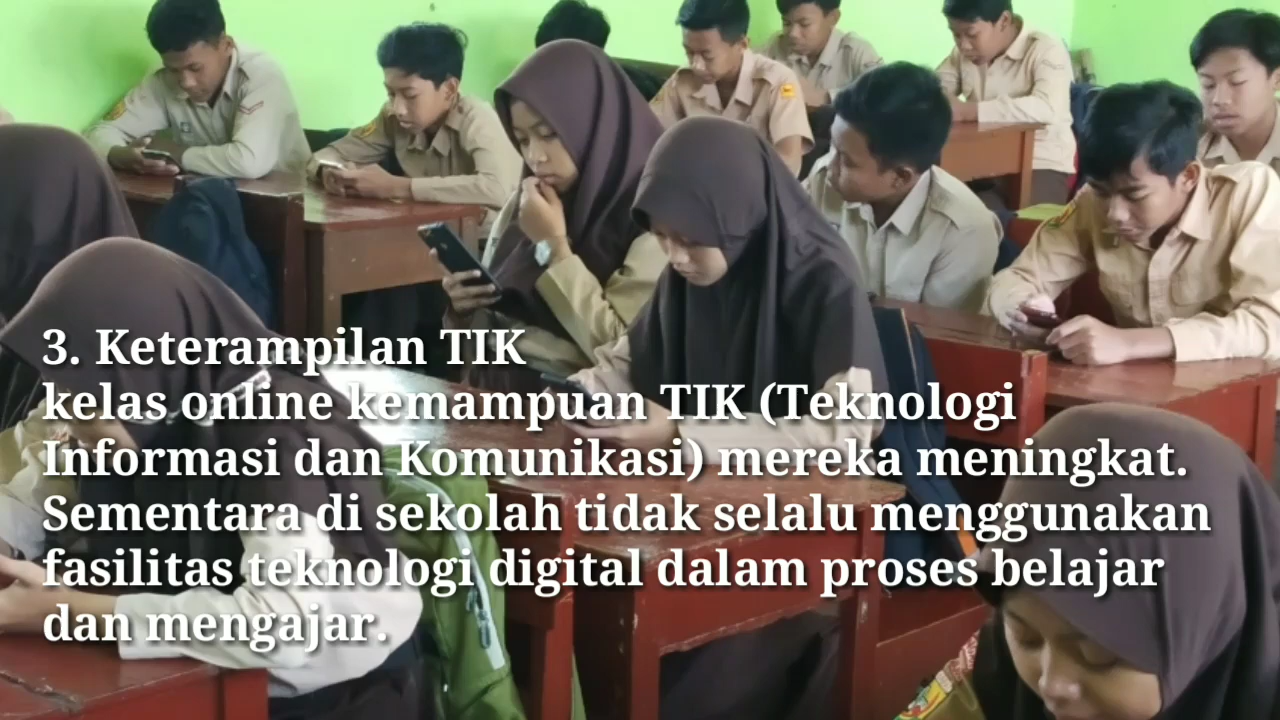 3. Keterampilan TIK
kelas online kemampuan TIK (Teknologi
Informasi dan Komunikasi) mereka meningkat.
Sementara di sekolah tidak selalu menggunakan
fasilitas teknologi digital dalam proses belajar
dan mengajar.